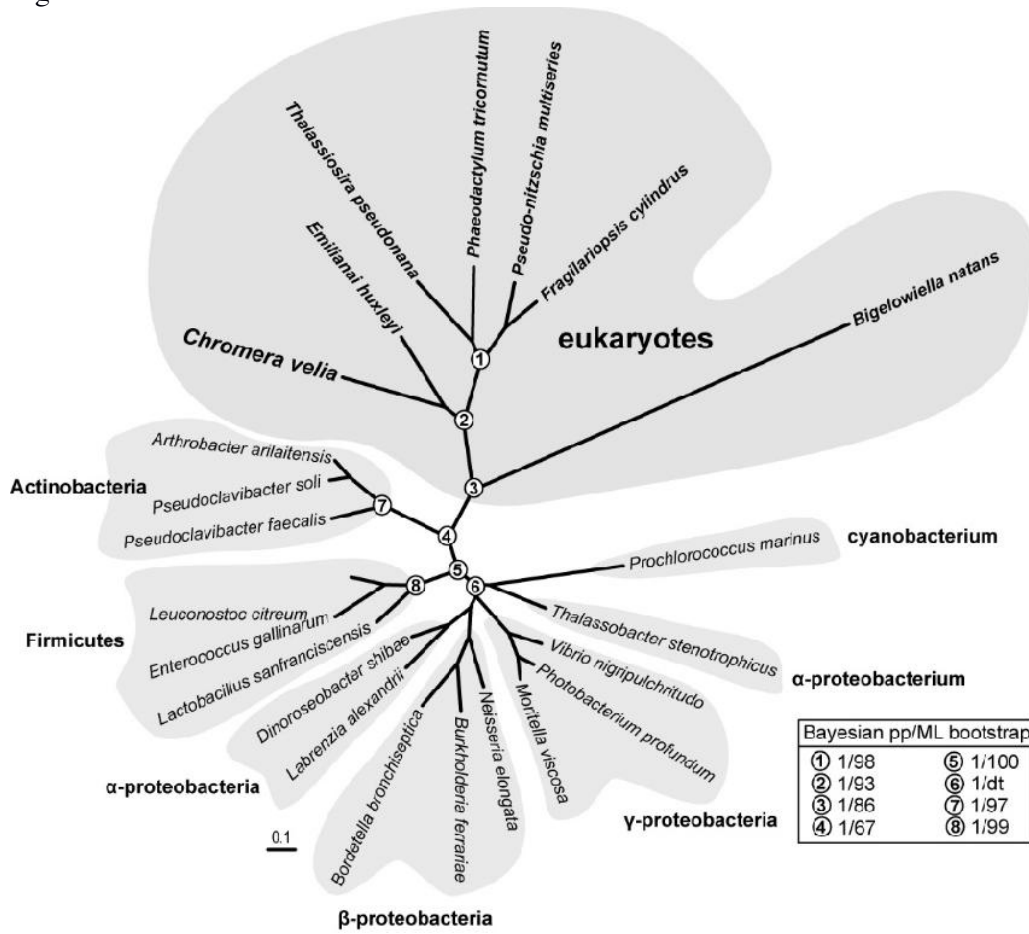 Thalassiosira pseudonana
Phaeodactylum tricornutum
Pseudo-nitzschia multiseries
Fragilariopsis cylindrus
Emilianai huxleyi
Bigelowiella natans
eukaryotes
Chromera velia
1
2
3
Arthrobacter arilaitensis
Actinobacteria
Pseudoclavibacter soli
Pseudoclavibacter faecalis
7
4
5
6
8
cyanobacterium
Prochlorococcus marinus
Firmicutes
Leuconostoc citreum
Enterococcus gallinarum
Lactobacillus sanfranciscensis
Thalassobacter stenotrophicus
α-proteobacterium
Vibrio nigripulchritudo
Photobacterium profundum
Moritella viscosa
γ-proteobacteria
Dinoroseobacter shibae
Labrenzia alexandrii
α-proteobacteria
Bordetella bronchiseptica
Burkholderia ferrariae
Neisseria elongata
β-proteobacteria
0.1
Bayesian pp/ML bootstrap
1 1/98 5 1/100
2 1/93 6 1/dt
3 1/86 7 1/97
4 1/67 8 1/99